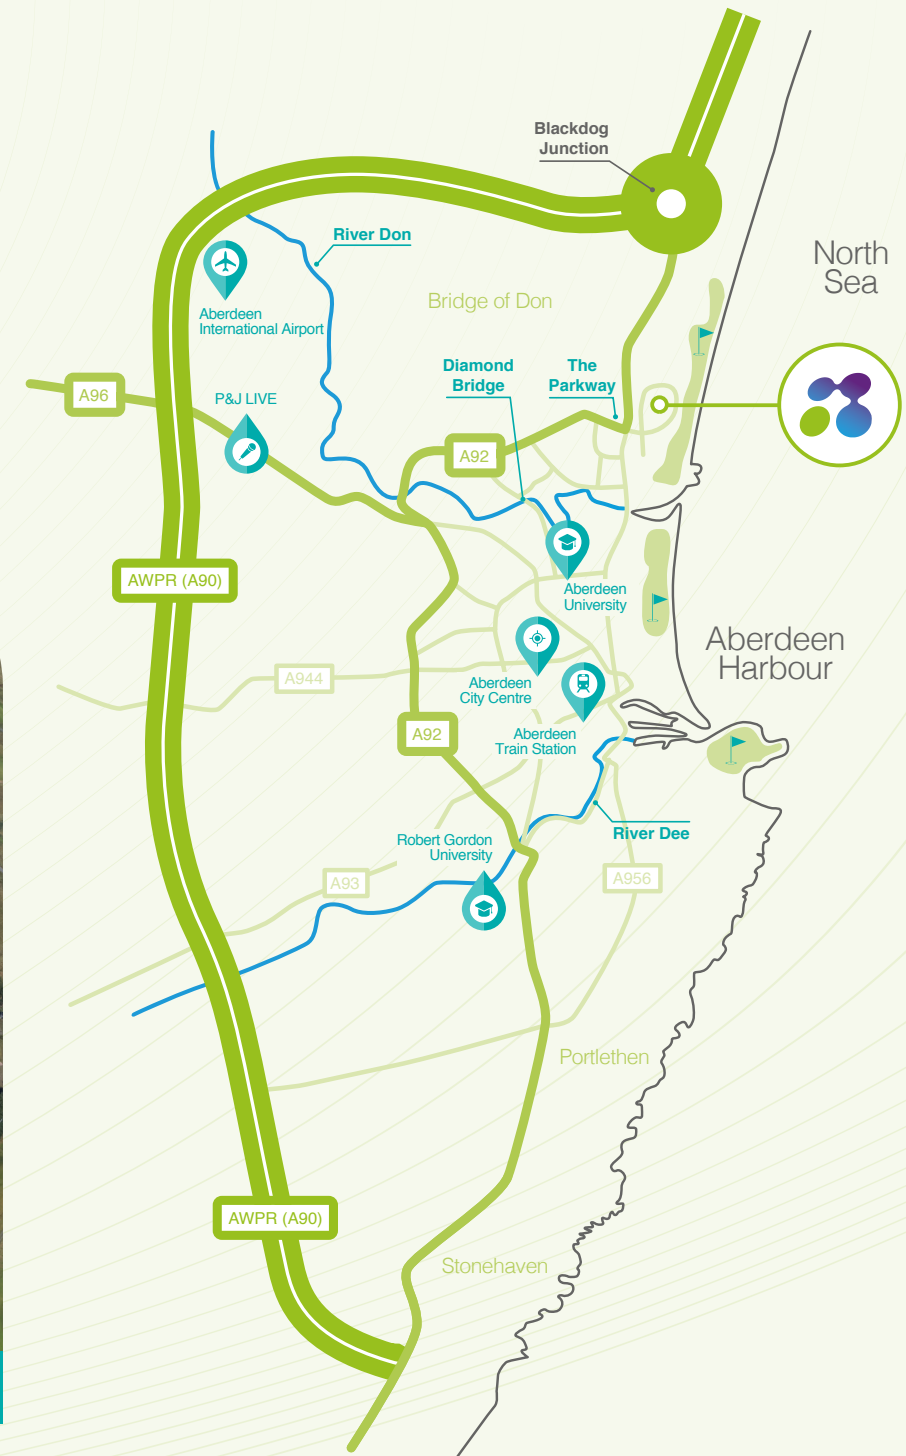 Blackdog
Junction
North
Sea
River Don
Bridge of Don
Aberdeen
International Airport
Diamond
Bridge
The
Parkway
A96
P&J LIVE
A92
AWPR (A90)
Aberdeen
University
Aberdeen
Harbour
A944
Aberdeen
City Centre
A92
Aberdeen
Train Station
River Dee
Robert Gordon
University
A93
A956
Portlethen
AWPR (A90)
Stonehaven